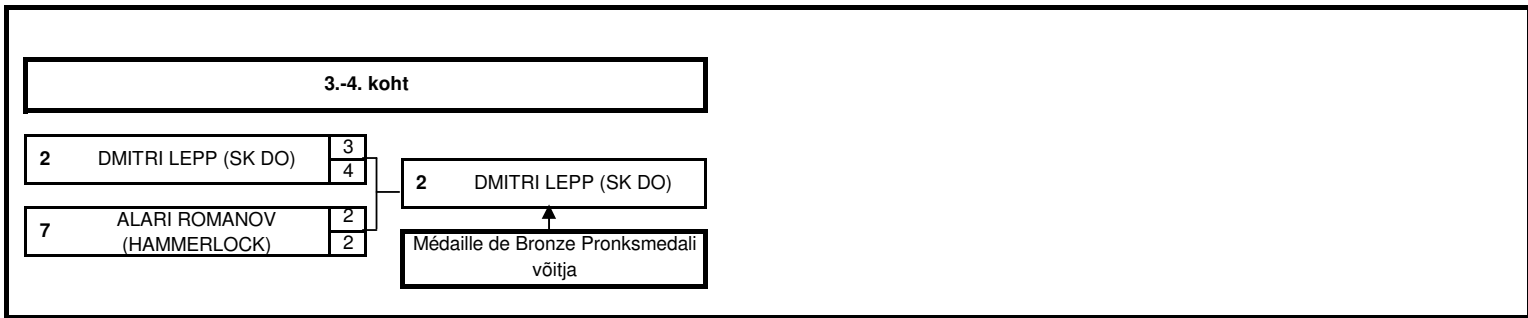 3.-4. koht
2 DMITRI LEPP (SK DO) 3
4
7 ALARI ROMANOV 2
(HAMMERLOCK) 2
2 DMITRI LEPP (SK DO)
Médaille de Bronze Pronksmedali
võitja